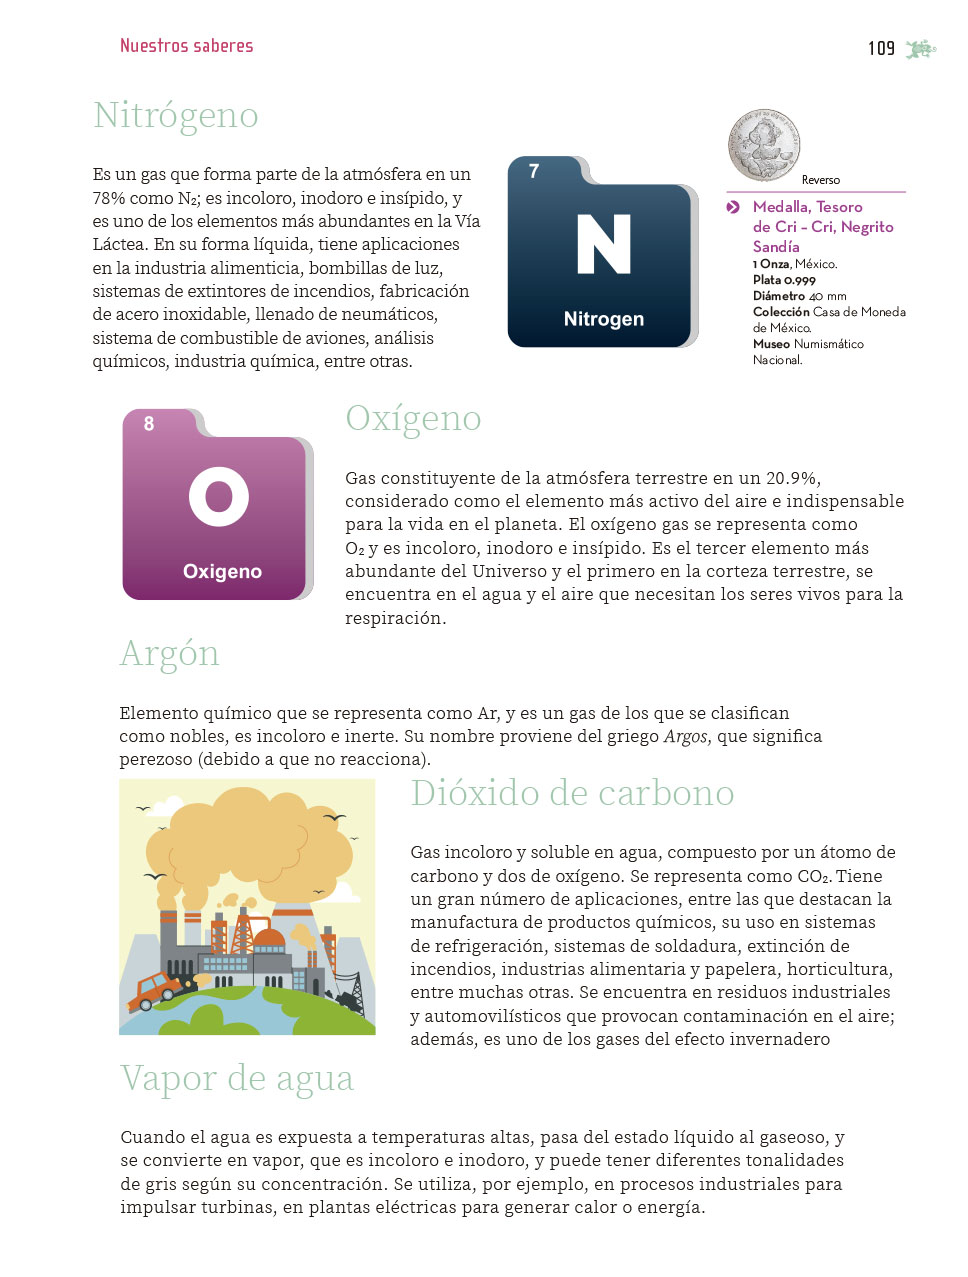 Nuestros saberes
109
Nitrógeno
Es un gas que forma parte de la atmósfera en un
78% como N₂; es incoloro, inodoro e insípido, y
es uno de los elementos más abundantes en la Vía
Láctea. En su forma líquida, tiene aplicaciones
en la industria alimenticia, bombillas de luz,
sistemas de extintores de incendios, fabricación
de acero inoxidable, llenado de neumáticos,
sistema de combustible de aviones, análisis
químicos, industria química, entre otras.
7
N
Nitrogen
Reverso
Medalla, Tesoro
de Cri – Cri, Negrito
Sandía
1 Onza, México.
Plata 0.999
Diámetro 40 mm
Colección Casa de Moneda
de México.
Museo Numismático
Nacional.
8
O
Oxigeno
Oxígeno
Gas constituyente de la atmósfera terrestre en un 20.9%,
considerado como el elemento más activo del aire e indispensable
para la vida en el planeta. El oxígeno gas se representa como
O₂ y es incoloro, inodoro e insípido. Es el tercer elemento más
abundante del Universo y el primero en la corteza terrestre, se
encuentra en el agua y el aire que necesitan los seres vivos para la
respiración.
Argón
Elemento químico que se representa como Ar, y es un gas de los que se clasifican
como nobles, es incoloro e inerte. Su nombre proviene del griego Argos, que significa
perezoso (debido a que no reacciona).
Dióxido de carbono
Gas incoloro y soluble en agua, compuesto por un átomo de
carbono y dos de oxígeno. Se representa como CO₂. Tiene
un gran número de aplicaciones, entre las que destacan la
manufactura de productos químicos, su uso en sistemas
de refrigeración, sistemas de soldadura, extinción de
incendios, industrias alimentaria y papelera, horticultura,
entre muchas otras. Se encuentra en residuos industriales
y automovilísticos que provocan contaminación en el aire;
además, es uno de los gases del efecto invernadero
Vapor de agua
Cuando el agua es expuesta a temperaturas altas, pasa del estado líquido al gaseoso, y
se convierte en vapor, que es incoloro e inodoro, y puede tener diferentes tonalidades
de gris según su concentración. Se utiliza, por ejemplo, en procesos industriales para
impulsar turbinas, en plantas eléctricas para generar calor o energía.